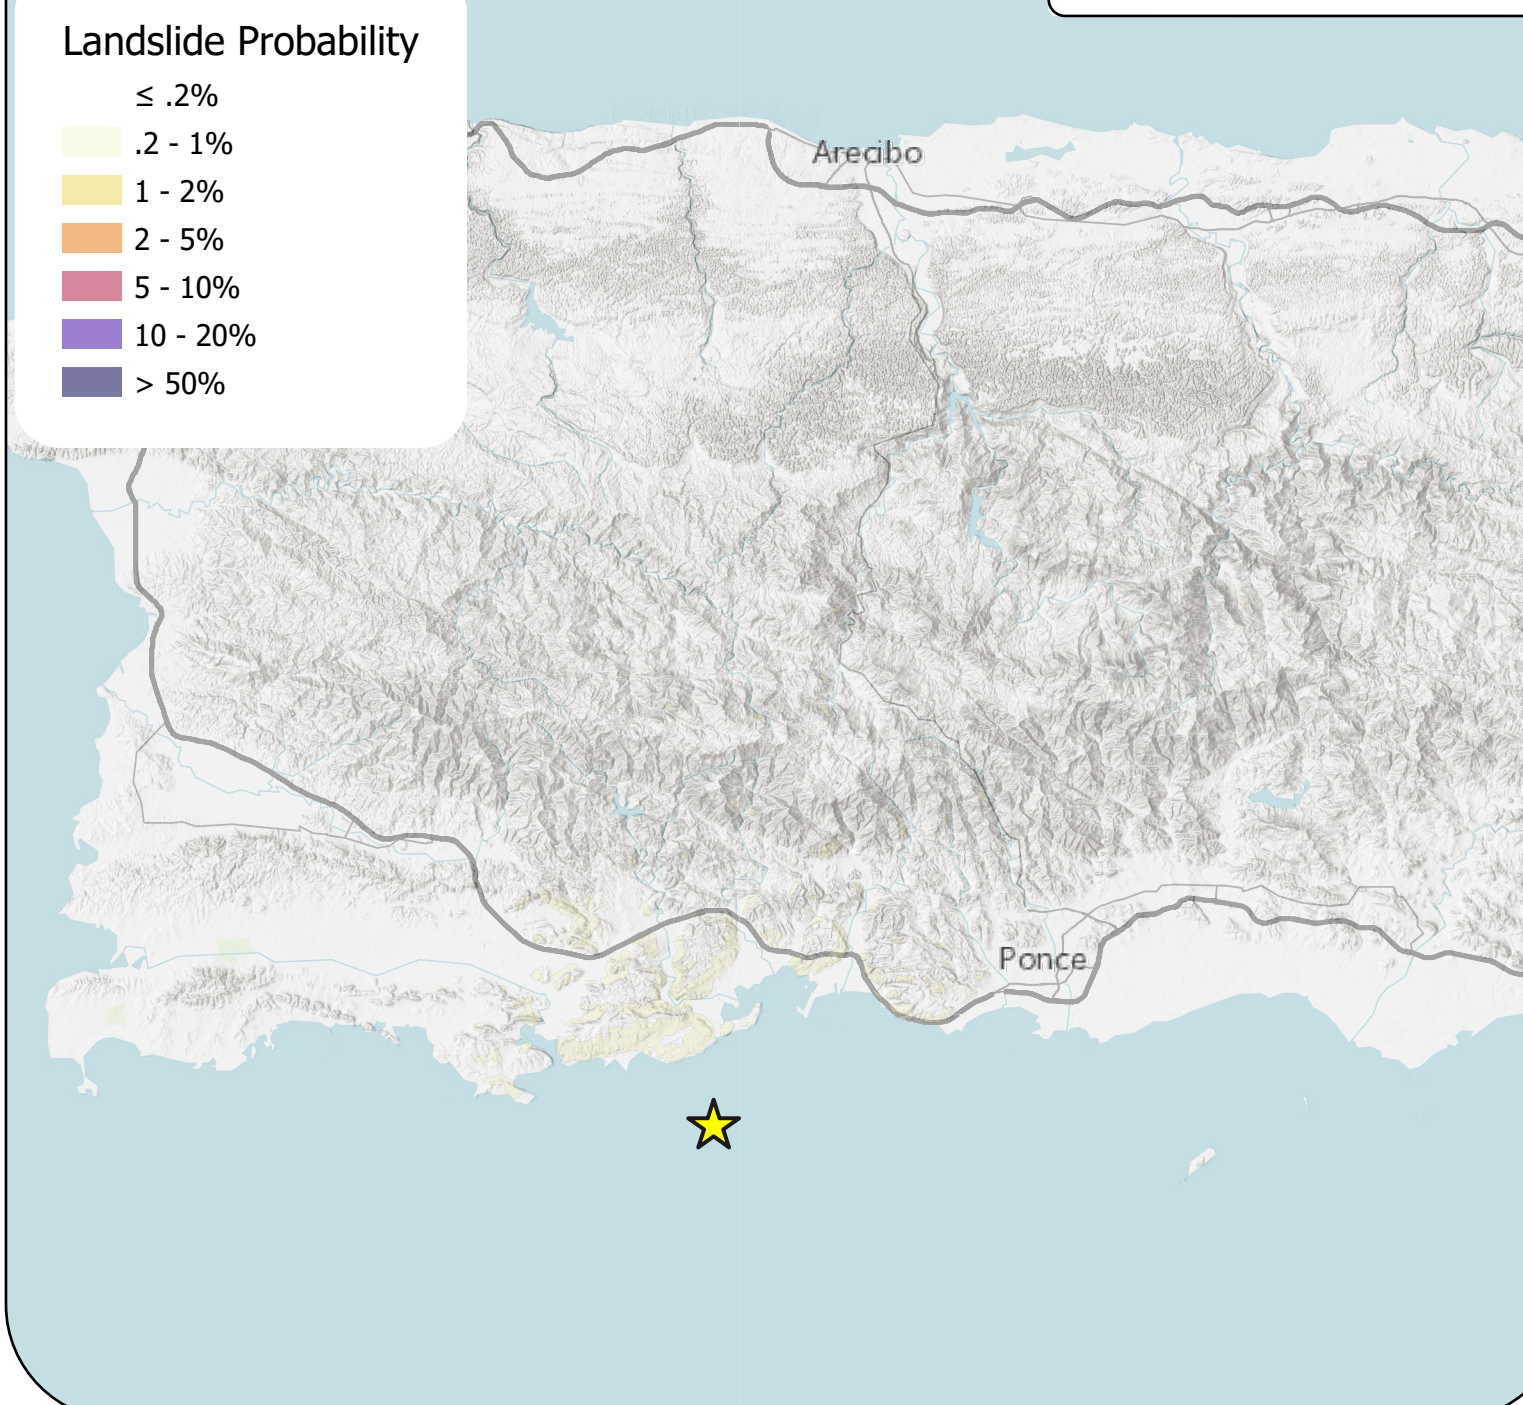 Landslide Probability
≤ .2%
.2 - 1%
1 - 2%
2 - 5%
5 - 10%
10 - 20%
> 50%
Arecibo
Ponce